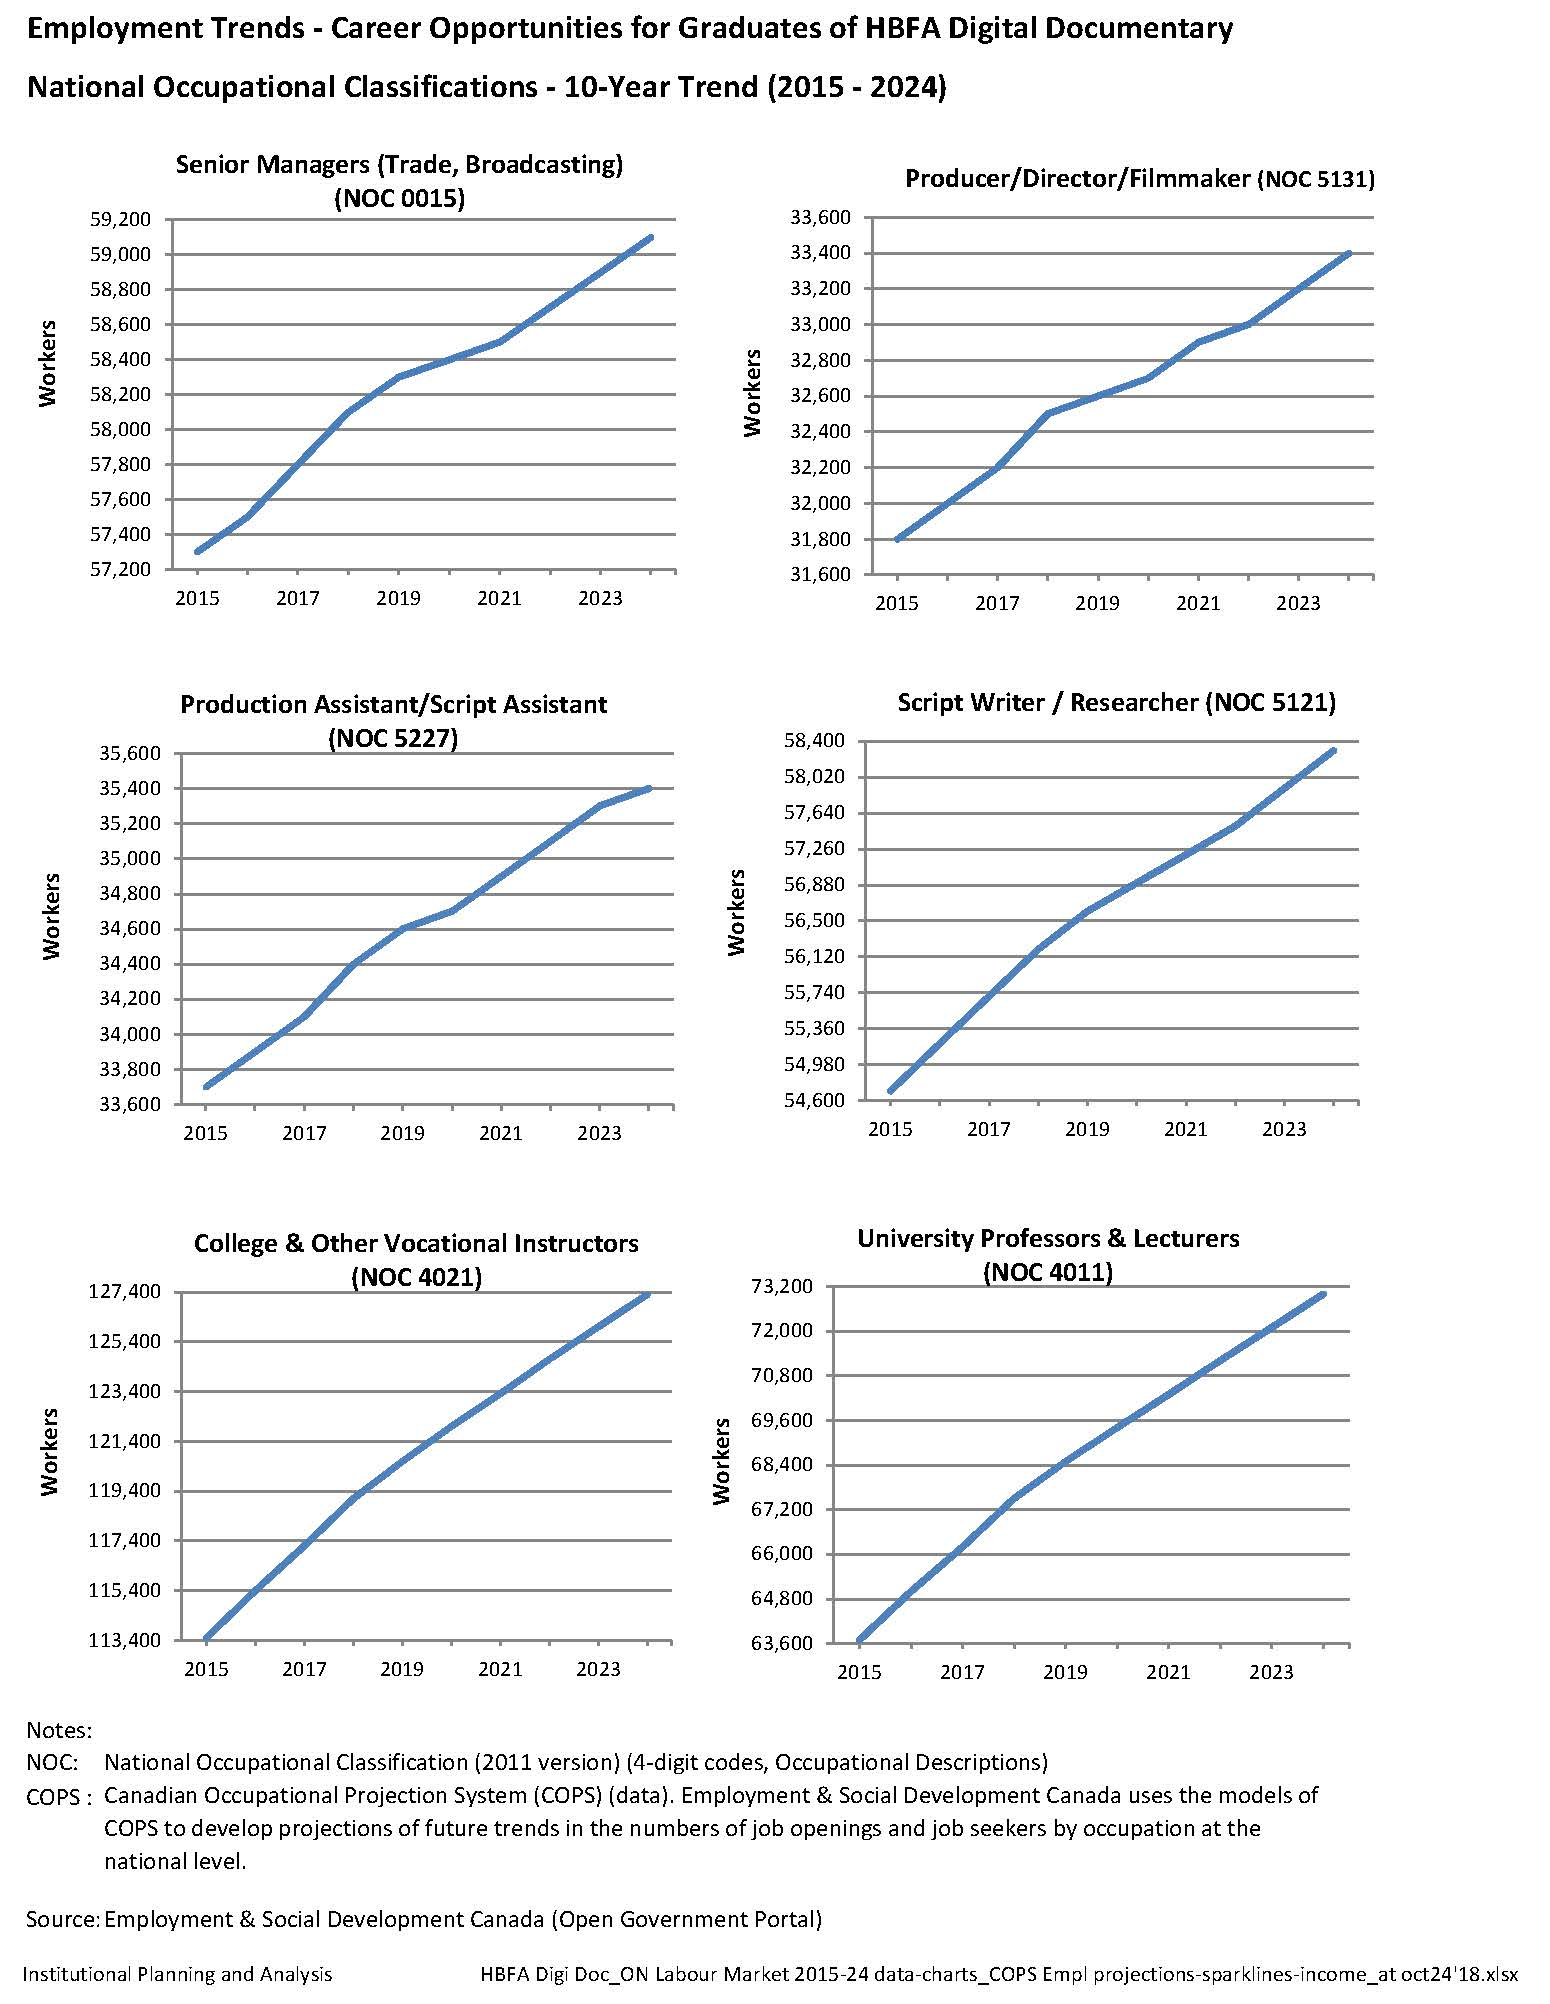 Employment Trends - Career Opportunities for Graduates of HBFA Digital Documentary
National Occupational Classifications - 10-Year Trend (2015 - 2024)
Senior Managers (Trade, Broadcasting)
(NOC 0015)
59,200
59,000
58,800
58,600
58,400
58,200
58,000
57,800
57,600
57,400
57,200
Workers
2015 2017 2019 2021 2023
Producer/Director/Filmmaker (NOC 5131)
33,600
33,400
33,200
33,000
32,800
32,600
32,400
32,200
32,000
31,800
31,600
Workers
2015 2017 2019 2021 2023
Production Assistant/Script Assistant
(NOC 5227)
35,600
35,400
35,200
35,000
34,800
34,600
34,400
34,200
34,000
33,800
33,600
Workers
2015 2017 2019 2021 2023
Script Writer / Researcher (NOC 5121)
58,400
58,020
57,640
57,260
56,880
56,500
56,120
55,740
55,360
54,980
54,600
Workers
2015 2017 2019 2021 2023
College & Other Vocational Instructors
(NOC 4021)
127,400
125,400
123,400
121,400
119,400
117,400
115,400
113,400
Workers
2015 2017 2019 2021 2023
University Professors & Lecturers
(NOC 4011)
73,200
72,000
70,800
69,600
68,400
67,200
66,000
64,800
63,600
Workers
2015 2017 2019 2021 2023
Notes:
NOC: National Occupational Classification (2011 version) (4-digit codes, Occupational Descriptions)
COPS : Canadian Occupational Projection System (COPS) (data). Employment & Social Development Canada uses the models of
COPS to develop projections of future trends in the numbers of job openings and job seekers by occupation at the
national level.
Source: Employment & Social Development Canada (Open Government Portal)
Institutional Planning and Analysis HBFA Digi Doc_ON Labour Market 2015-24 data-charts_COPS Empl projections-sparklines-income_at oct24'18.xlsx